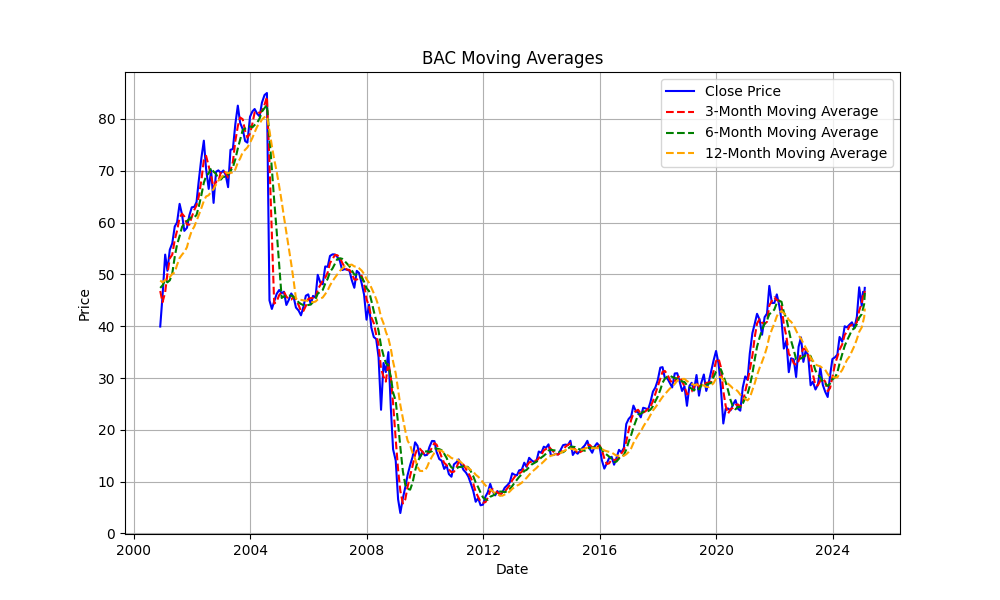 BAC Moving Averages
Close Price
3-Month Moving Average
6-Month Moving Average
12-Month Moving Average
Price
80
70
60
50
40
30
20
10
0
2000 2004 2008 2012 2016 2020 2024
Date